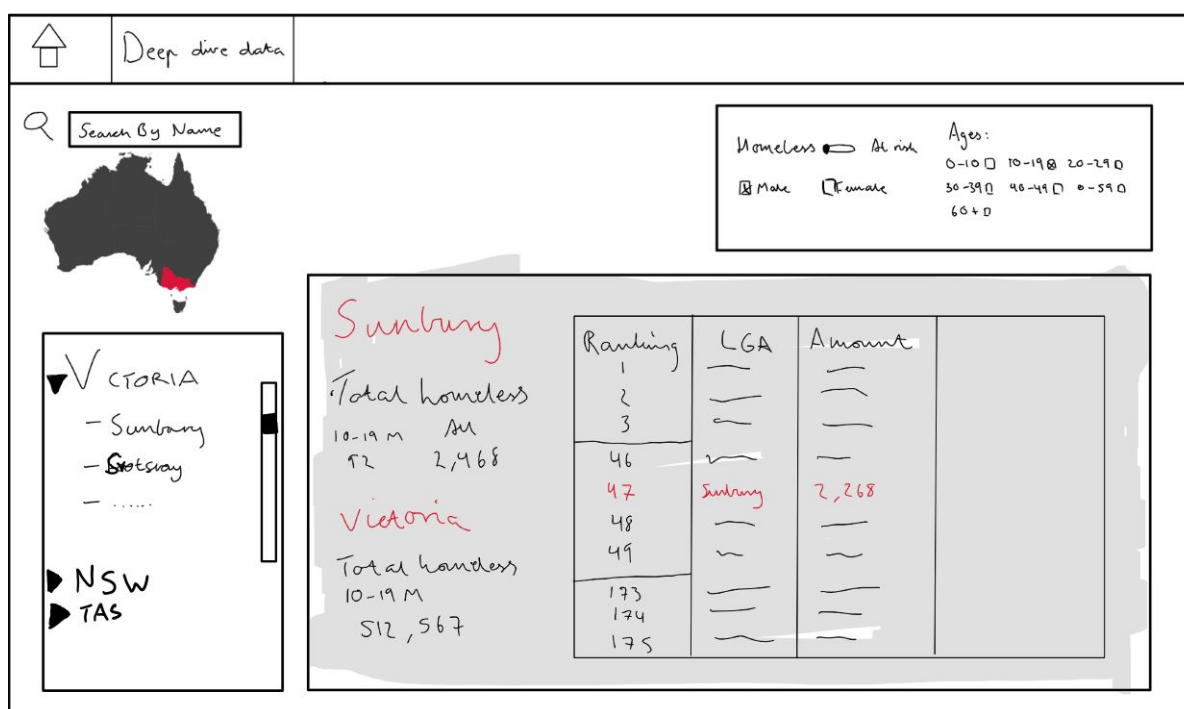 Deep dive data
Search By Name
Homeless At risk
Male Female
Ages:
0-10 10-19 20-29
30-39 40-49 0-59
60+
VCTORIA
- Sunbury
- ......
NSW
TAS
Sunbury
Total homeless
10-19 M All
92 2,468
Victoria
Total homeless
10-19 M
512,567
Ranking LGA Amount
1
2
3
46
47 Sunbury 2,268
48
49
173
174
175